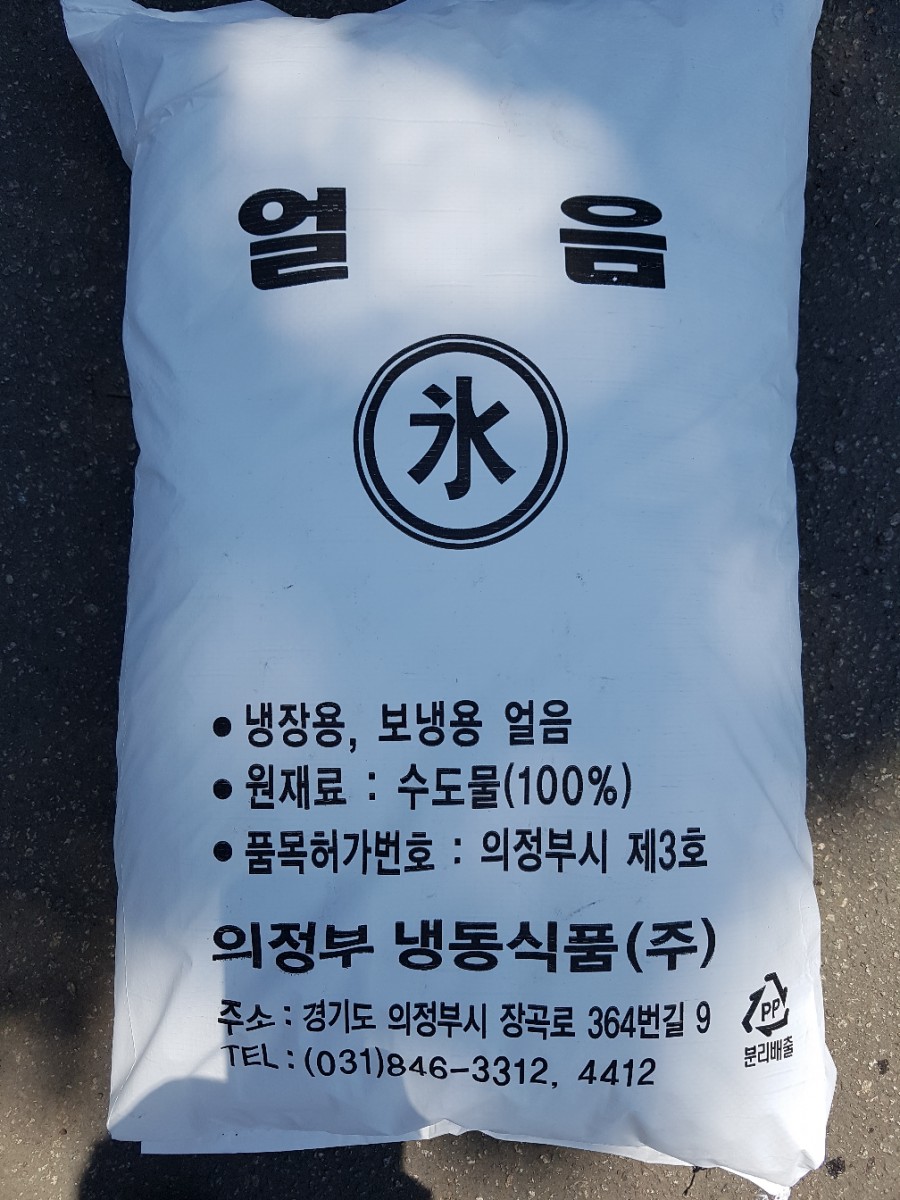 얼 음
氷
• 냉장용, 보냉용 얼음
• 원재료 : 수도물(100%)
• 품목허가번호 : 의정부시 제3호
의정부 냉동식품(주)
주소 : 경기도 의정부시 장곡로 364번길 9
TEL : (031)846-3312, 4412
PP
분리배출